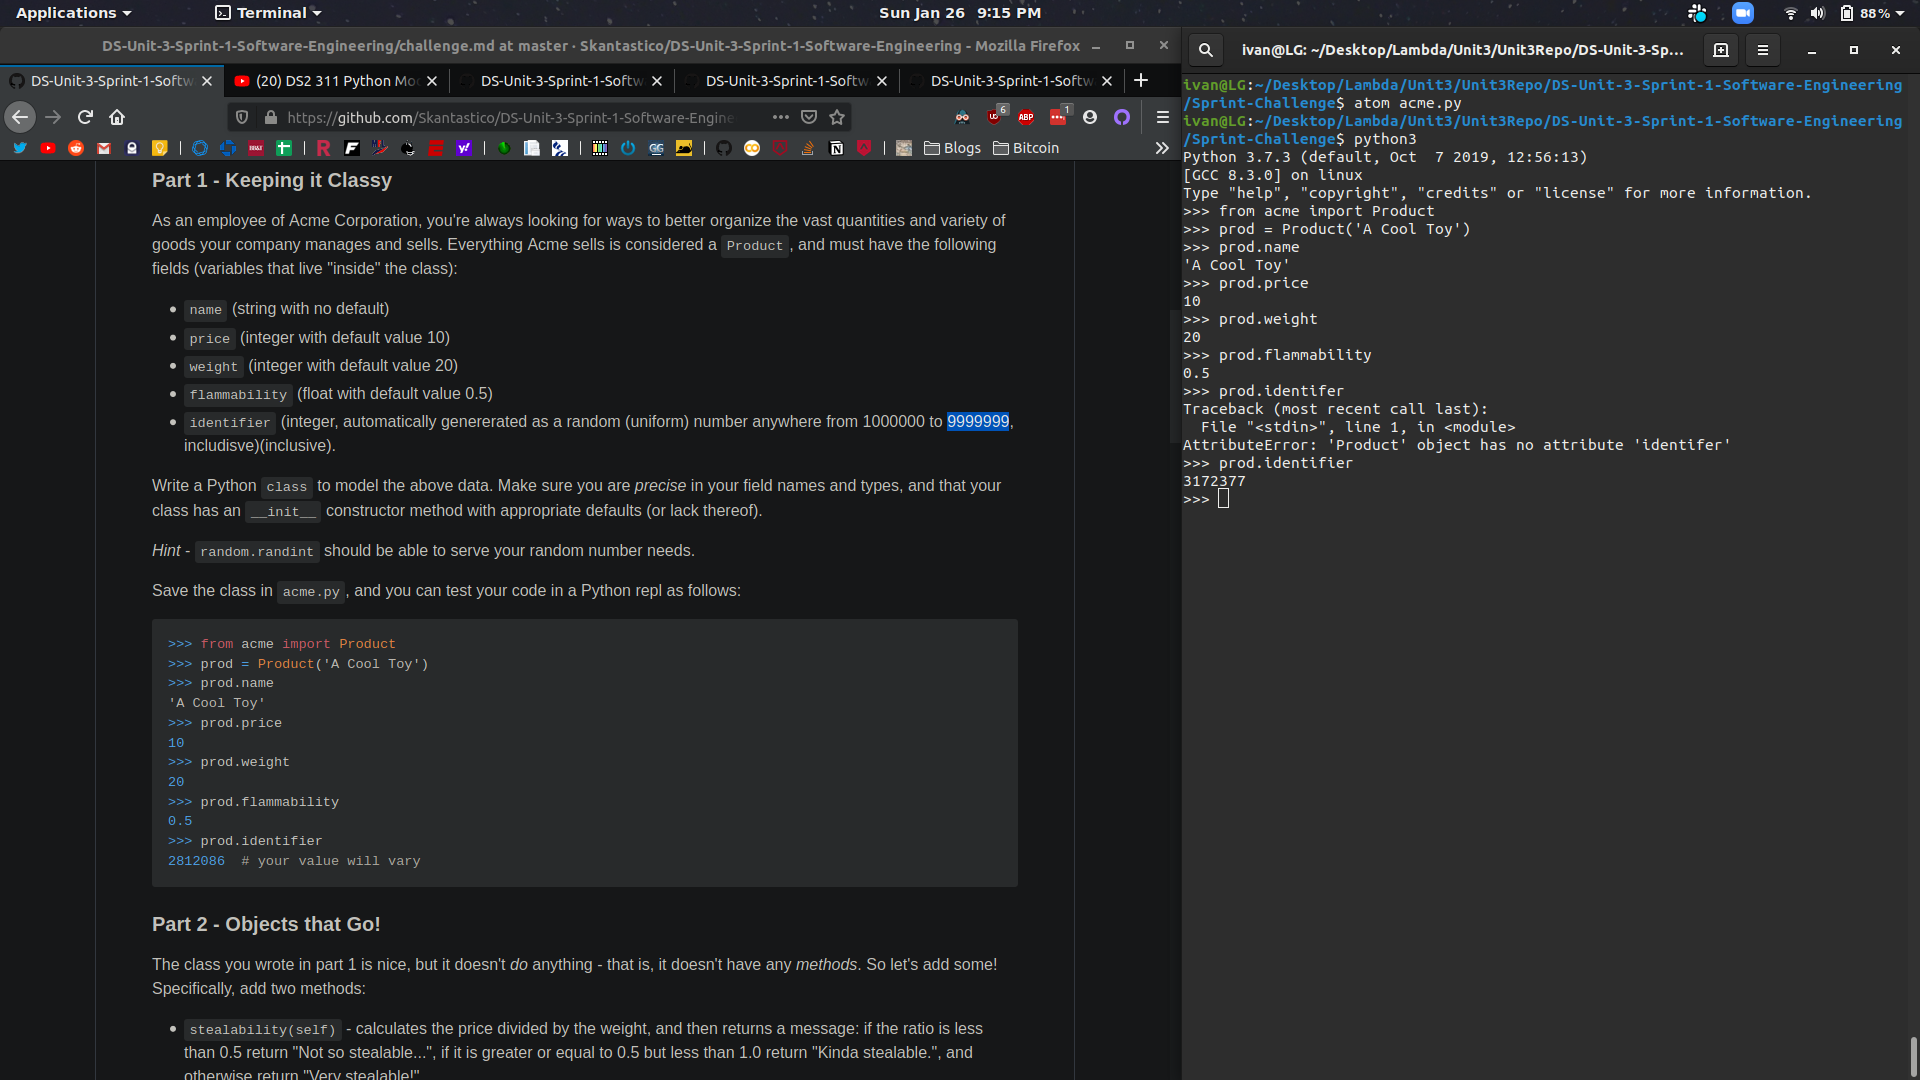 Applications
Terminal
Sun Jan 26 9:15 PM
88%
DS-Unit-3-Sprint-1-Software-Engineering/challenge.md at master · Skantastico/DS-Unit-3-Sprint-1-Software-Engineering - Mozilla Firefox
DS-Unit-3-Sprint-1-Softw
(20) DS2 311 Python Mo
DS-Unit-3-Sprint-1-Softw
DS-Unit-3-Sprint-1-Softw
DS-Unit-3-Sprint-1-Softw
https://github.com/Skantastico/DS-Unit-3-Sprint-1-Software-Engine
6
ABP
1
Blogs
Bitcoin
Part 1 - Keeping it Classy
As an employee of Acme Corporation, you're always looking for ways to better organize the vast quantities and variety of
goods your company manages and sells. Everything Acme sells is considered a Product, and must have the following
fields (variables that live "inside" the class):
name (string with no default)
price (integer with default value 10)
weight (integer with default value 20)
flammability (float with default value 0.5)
identifier (integer, automatically genererated as a random (uniform) number anywhere from 1000000 to 9999999,
includisve)(inclusive).
Write a Python class to model the above data. Make sure you are precise in your field names and types, and that your
class has an __init__ constructor method with appropriate defaults (or lack thereof).
Hint - random.randint should be able to serve your random number needs.
Save the class in acme.py, and you can test your code in a Python repl as follows:
>>> from acme import Product
>>> prod = Product('A Cool Toy')
>>> prod.name
'A Cool Toy'
>>> prod.price
10
>>> prod.weight
20
>>> prod.flammability
0.5
>>> prod.identifier
2812086  # your value will vary
Part 2 - Objects that Go!
The class you wrote in part 1 is nice, but it doesn't do anything - that is, it doesn't have any methods. So let's add some!
Specifically, add two methods:
stealability(self) - calculates the price divided by the weight, and then returns a message: if the ratio is less
than 0.5 return "Not so stealable...", if it is greater or equal to 0.5 but less than 1.0 return "Kinda stealable.", and
otherwise return "Very stealable!"
ivan@LG: ~/Desktop/Lambda/Unit3/Unit3Repo/DS-Unit-3-Sp...
ivan@LG:~/Desktop/Lambda/Unit3/Unit3Repo/DS-Unit-3-Sprint-1-Software-Engineering
/Sprint-Challenge$ atom acme.py
ivan@LG:~/Desktop/Lambda/Unit3/Unit3Repo/DS-Unit-3-Sprint-1-Software-Engineering
/Sprint-Challenge$ python3
Python 3.7.3 (default, Oct  7 2019, 12:56:13)
[GCC 8.3.0] on linux
Type "help", "copyright", "credits" or "license" for more information.
>>> from acme import Product
>>> prod = Product('A Cool Toy')
>>> prod.name
'A Cool Toy'
>>> prod.price
10
>>> prod.weight
20
>>> prod.flammability
0.5
>>> prod.identifer
Traceback (most recent call last):
  File "<stdin>", line 1, in <module>
AttributeError: 'Product' object has no attribute 'identifer'
>>> prod.identifier
3172377
>>>